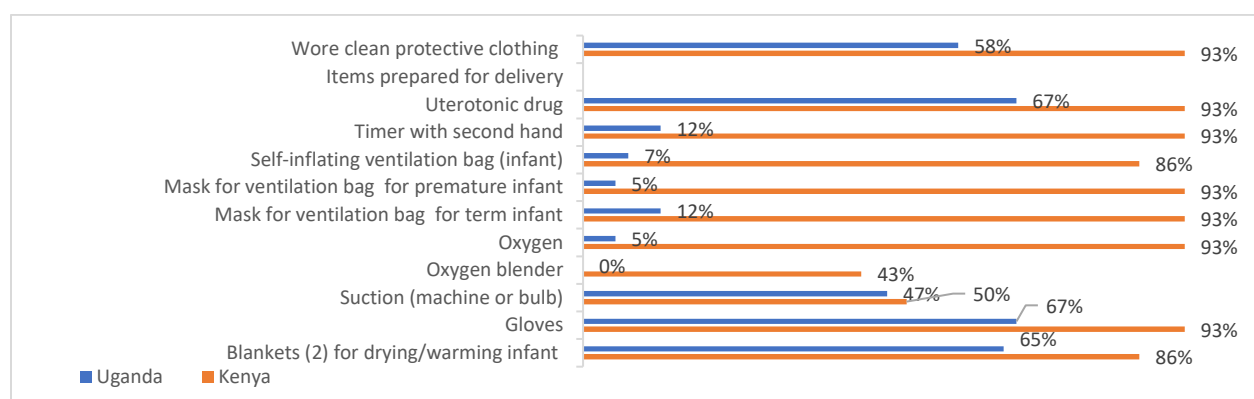 Wore clean protective clothing 58% 93%
Items prepared for delivery
Uterotonic drug 67% 93%
Timer with second hand 12% 93%
Self-inflating ventilation bag (infant) 7% 86%
Mask for ventilation bag for premature infant 5% 93%
Mask for ventilation bag for term infant 12% 93%
Oxygen 5% 93%
Oxygen blender 0% 43%
Suction (machine or bulb) 47% 50%
Gloves 67% 93%
Blankets (2) for drying/warming infant 65% 86%
Uganda Kenya